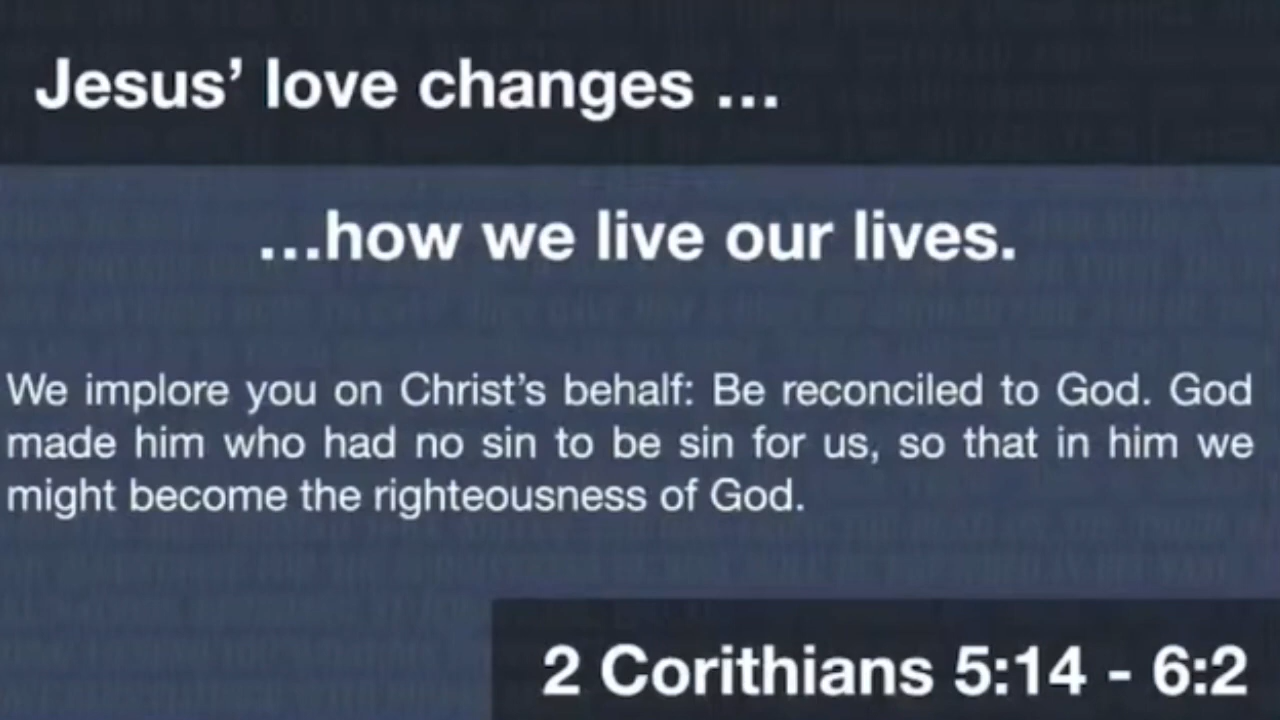 Jesus’ love changes ...
...how we live our lives.
We implore you on Christ’s behalf: Be reconciled to God. God
made him who had no sin to be sin for us, so that in him we
might become the righteousness of God.
2 Corithians 5:14 - 6:2